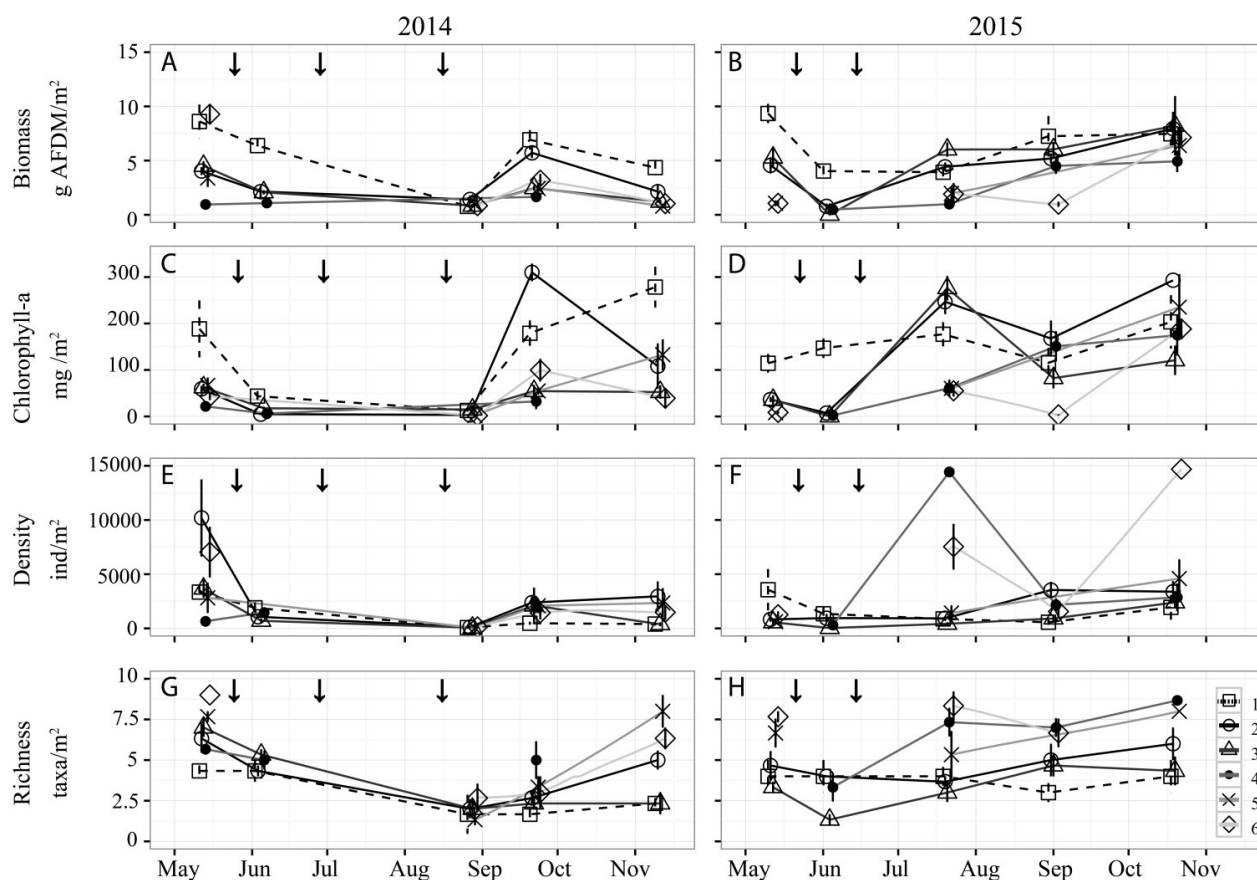 2014 2015
Biomass
g AFDM/m²
15
10
5
0
A B
Chlorophyll-a
mg /m²
300
200
100
0
C D
Density
ind/m²
15000
10000
5000
0
E F
Richness
taxa/m²
10
7.5
5
2.5
0
G H
1
2
3
4
5
6
May Jun Jul Aug Sep Oct Nov May Jun Jul Aug Sep Oct Nov